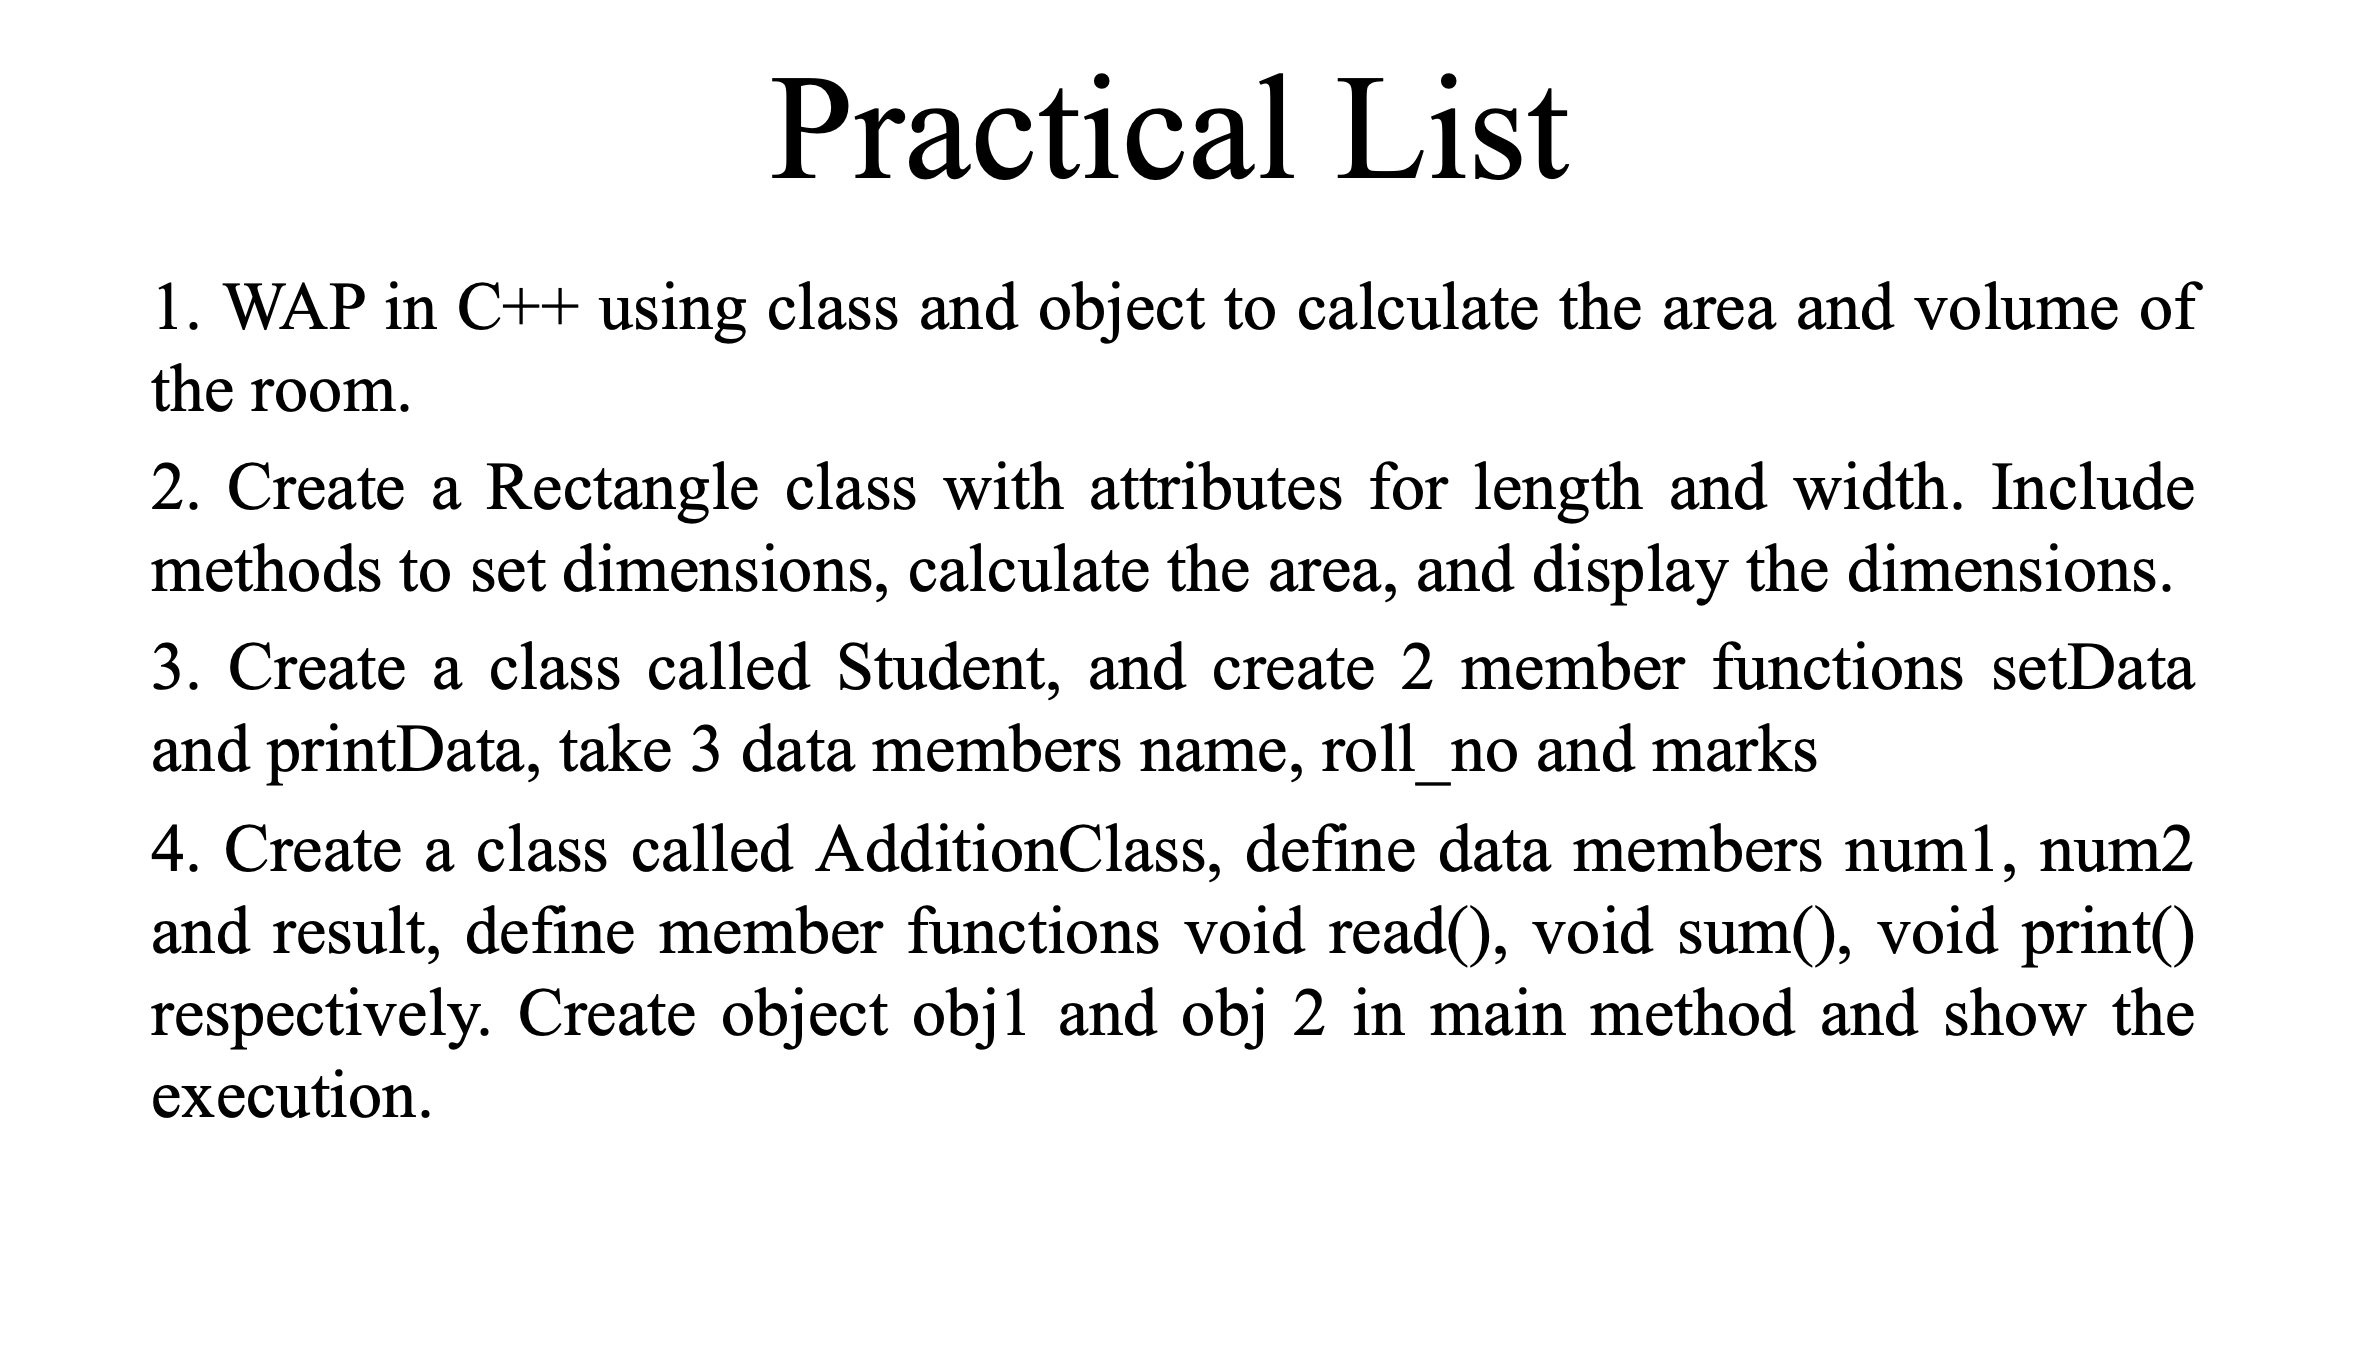 Practical List
1. WAP in C++ using class and object to calculate the area and volume of
the room.
2. Create a Rectangle class with attributes for length and width. Include
methods to set dimensions, calculate the area, and display the dimensions.
3. Create a class called Student, and create 2 member functions setData
and printData, take 3 data members name, roll_no and marks
4. Create a class called AdditionClass, define data members num1, num2
and result, define member functions void read(), void sum(), void print()
respectively. Create object obj1 and obj 2 in main method and show the
execution.